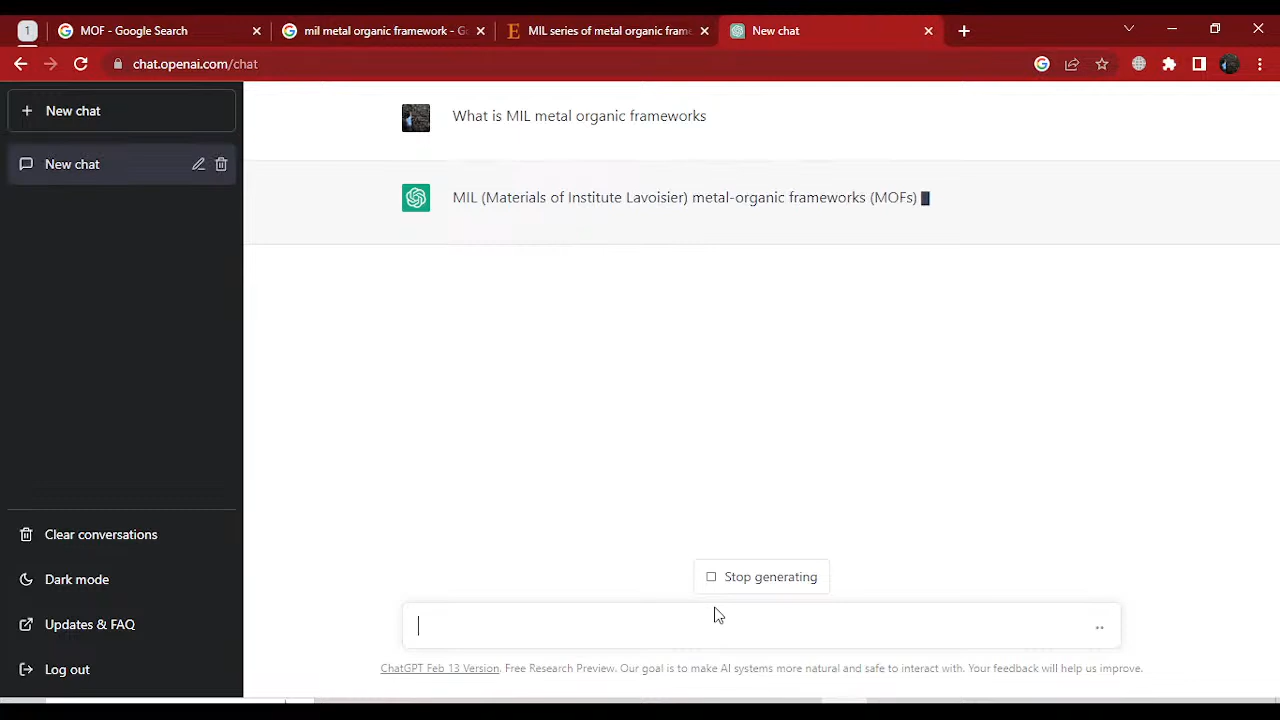 1
MOF - Google Search
mil metal organic framework - G
MIL series of metal organic fram
New chat
chat.openai.com/chat
New chat
New chat
What is MIL metal organic frameworks
MIL (Materials of Institute Lavoisier) metal-organic frameworks (MOFs)
Stop generating
Clear conversations
Dark mode
Updates & FAQ
Log out
ChatGPT Feb 13 Version. Free Research Preview. Our goal is to make AI systems more natural and safe to interact with. Your feedback will help us improve.